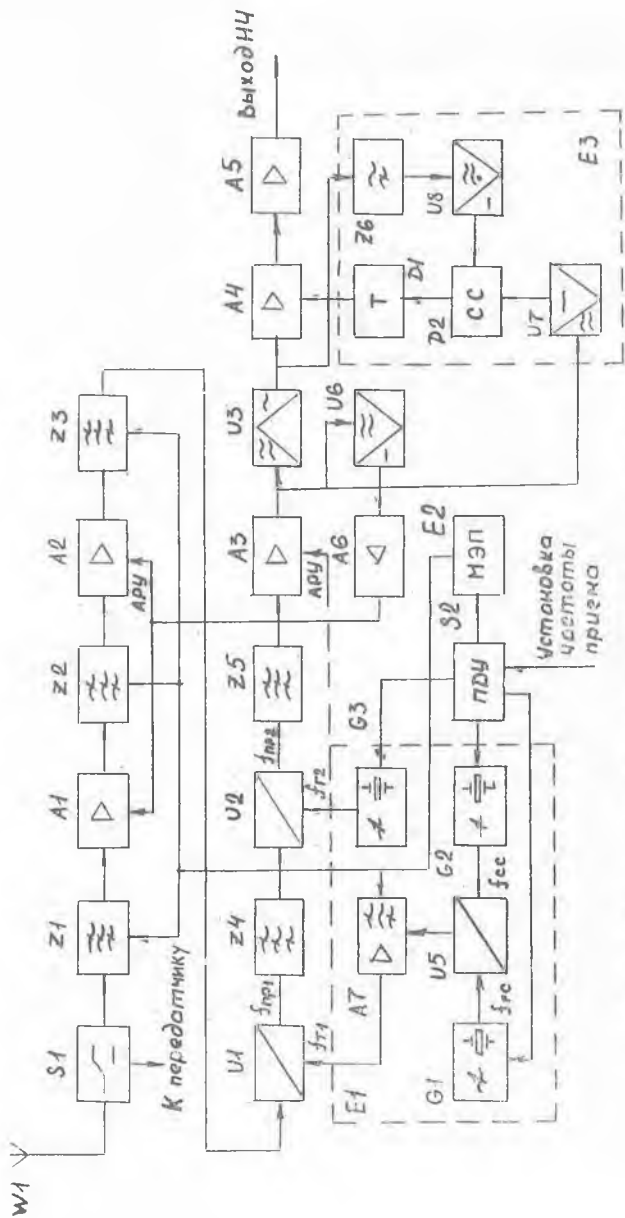 W1
S1
Z1
A1
Z2
A2
Z3
К передатчику
АРУ
U1
fпр1
Z4
U2
fпр2
Z5
A3
U3
A4
A5
Выход НЧ
fг1
fг2
АРУ
A6
U6
T
D1
Z6
E1
A7
G3
E2
МЭП
S2
ПДУ
D2
СС
U8
U7
E3
G1
fрс
U5
fсс
G2
Установка
частоты
приема